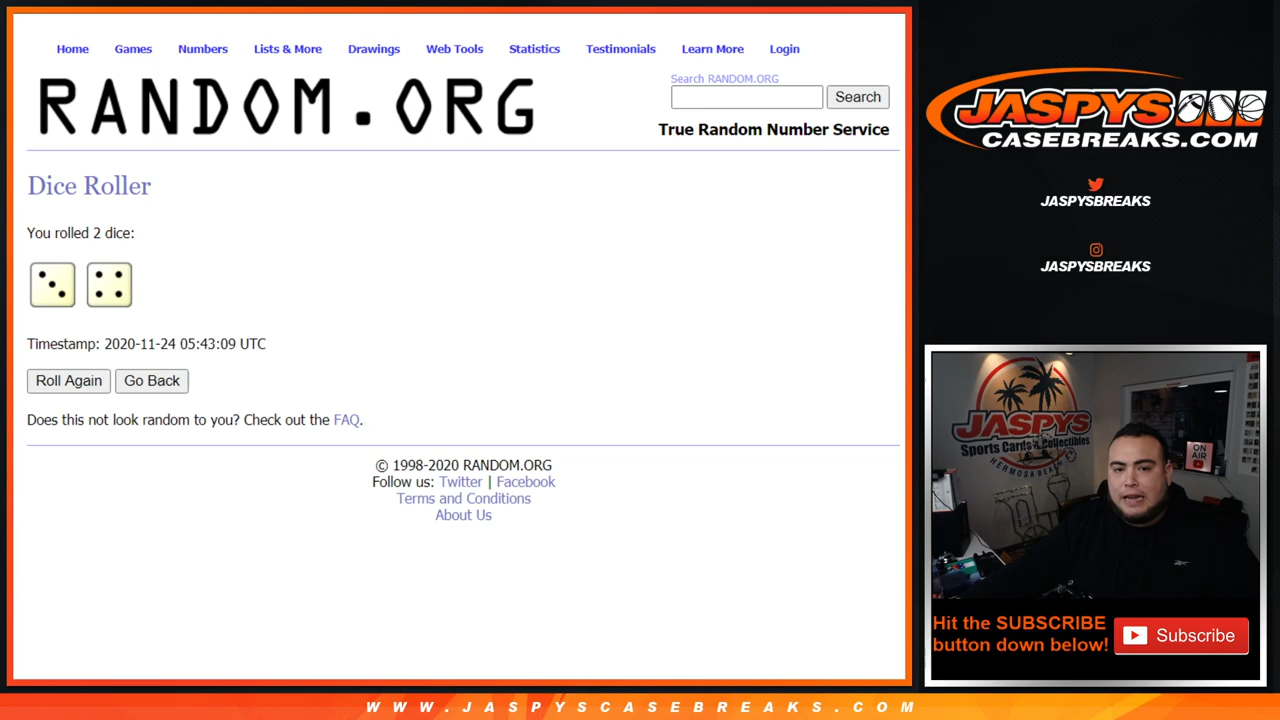 Home Games Numbers Lists & More Drawings Web Tools Statistics Testimonials Learn More Login
RANDOM.ORG
Search RANDOM.ORG
Search
True Random Number Service
Dice Roller
You rolled 2 dice:
Timestamp: 2020-11-24 05:43:09 UTC
Roll Again Go Back
Does this not look random to you? Check out the FAQ.
© 1998-2020 RANDOM.ORG
Follow us: Twitter | Facebook
Terms and Conditions
About Us
JASPYS
CASEBREAKS.COM
JASPYSBREAKS
JASPYSBREAKS
JASPYS
Sports Cards & Collectibles
HERMOSA BEACH
ON
AIR
Hit the SUBSCRIBE
button down below!
Subscribe
WWW.JASPYSCASEBREAKS.COM